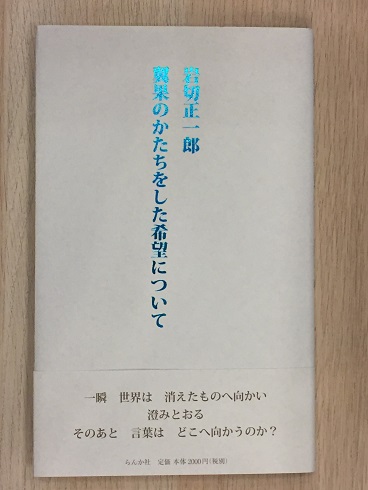 岩切正一郎
翼果のかたちをした希望について
一瞬　世界は　消えたものへ向かい
澄みとおる
そのあと　言葉は　どこへ向かうのか？
らんか社　定価 本体2000円(税別)